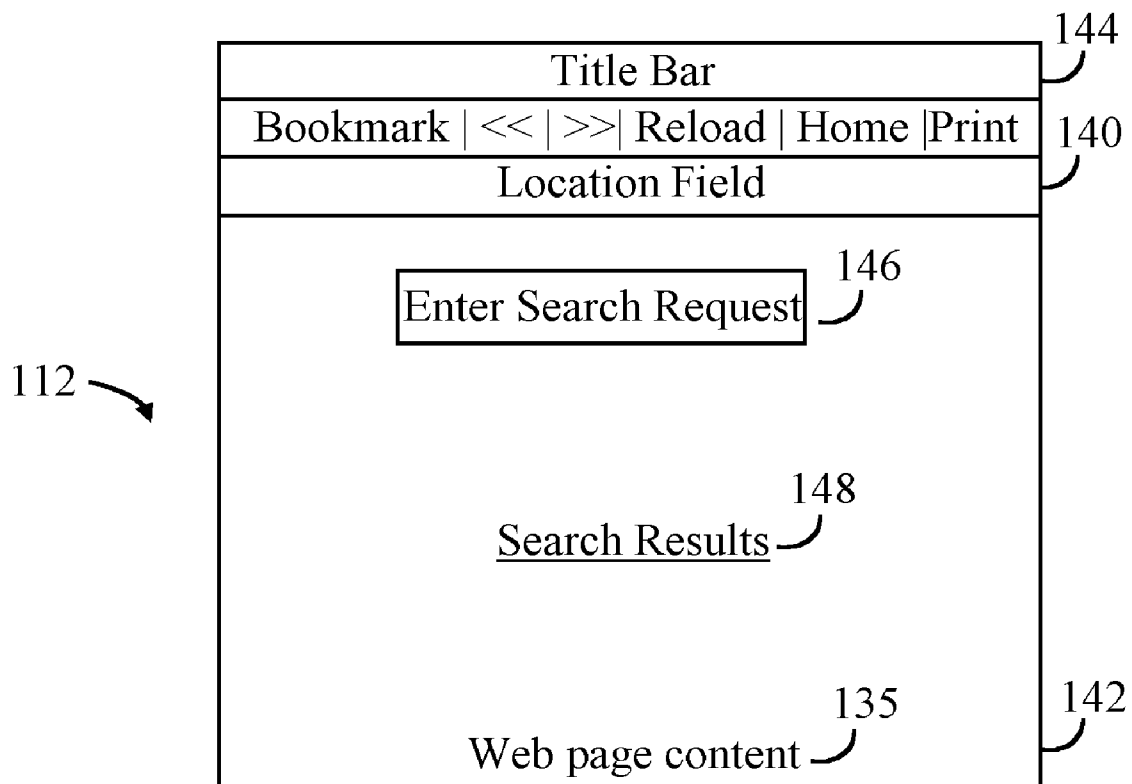 144
Title Bar
Bookmark | << | >>| Reload | Home |Print
140
Location Field
146
Enter Search Request
112
148
Search Results
135
142
Web page content